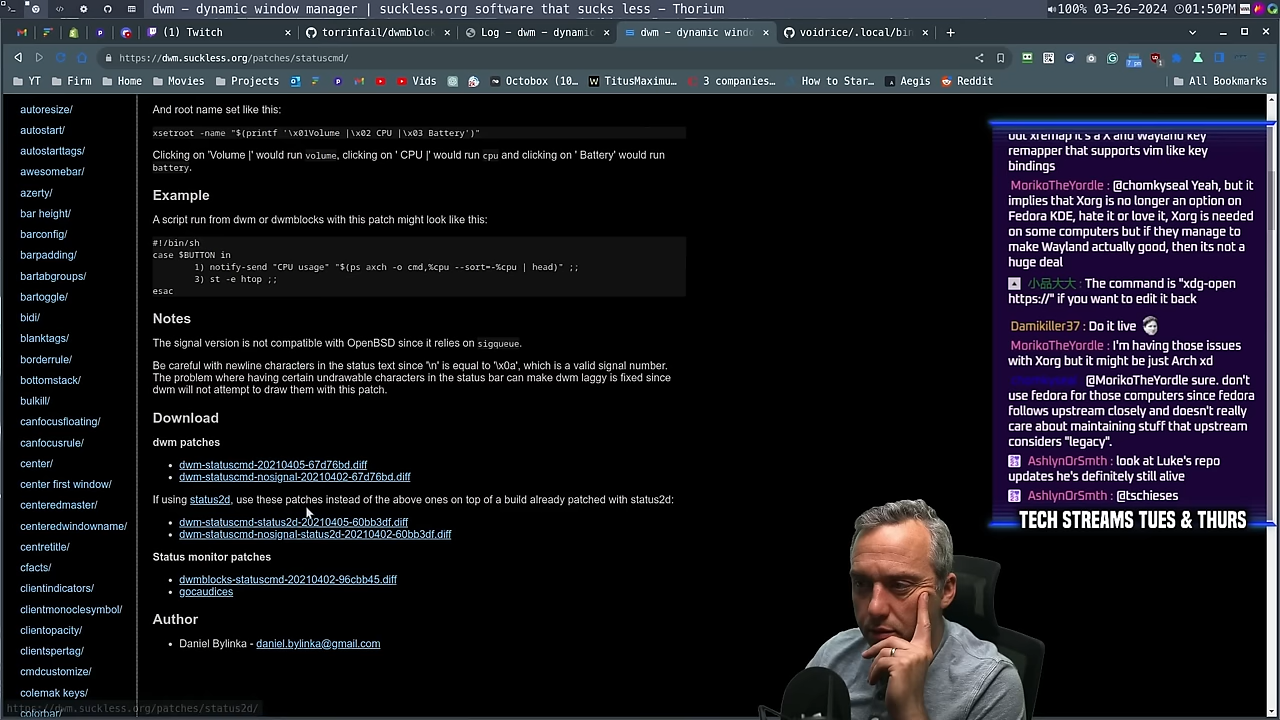 dwm – dynamic window manager | suckless.org software that sucks less – Thorium
100% 03-26-2024 01:50PM
(1) Twitch
torrinfail/dwmblock
Log - dwm - dynamic
dwm - dynamic windo
voidrice/.local/bin
https://dwm.suckless.org/patches/statuscmd/
YT
Firm
Home
Movies
Projects
Vids
Octobox (10…
TitusMaximu…
3 companies…
How to Star…
Aegis
Reddit
All Bookmarks
autoresize/
autostart/
autostarttags/
awesomebar/
azerty/
bar height/
barconfig/
barpadding/
bartabgroups/
bartoggle/
bidi/
blanktags/
borderrule/
bottomstack/
bulkill/
canfocusfloating/
canfocusrule/
center/
center first window/
centeredmaster/
centeredwindowname/
centretitle/
cfacts/
clientindicators/
clientmonoclesymbol/
clientopacity/
clientspertag/
cmdcustomize/
colemak keys/
colorbar/
And root name set like this:
xsetroot -name "$(printf '\x01Volume |\x02 CPU |\x03 Battery')"
Clicking on 'Volume |' would run volume, clicking on ' CPU |' would run cpu and clicking on ' Battery' would run
battery.
Example
A script run from dwm or dwmblocks with this patch might look like this:
#!/bin/sh
case $BUTTON in
1) notify-send "CPU usage" "$(ps axch -o cmd,%cpu --sort=-%cpu | head)" ;;
3) st -e htop ;;
esac
Notes
The signal version is not compatible with OpenBSD since it relies on sigqueue.
Be careful with newline characters in the status text since '\n' is equal to '\x0a', which is a valid signal number.
The problem where having certain undrawable characters in the status bar can make dwm laggy is fixed since
dwm will not attempt to draw them with this patch.
Download
dwm patches
dwm-statuscmd-20210405-67d76bd.diff
dwm-statuscmd-nosignal-20210402-67d76bd.diff
If using status2d, use these patches instead of the above ones on top of a build already patched with status2d:
dwm-statuscmd-status2d-20210405-60bb3df.diff
dwm-statuscmd-nosignal-status2d-20210402-60bb3df.diff
Status monitor patches
dwmblocks-statuscmd-20210402-96cbb45.diff
gocaudices
Author
Daniel Bylinka - daniel.bylinka@gmail.com
https://dwm.suckless.org/patches/status2d/
but xremap it's a X and Wayland key
remapper that supports vim like key
bindings
MorikoTheYordle : @chomkyseal Yeah, but it
implies that Xorg is no longer an option on
Fedora KDE, hate it or love it, Xorg is needed
on some computers but if they manage to
make Wayland actually good, then its not a
huge deal
小品大大 : The command is "xdg-open
https://" if you want to edit it back
Damikiller37 : Do it live
MorikoTheYordle : I'm having those issues
with Xorg but it might be just Arch xd
@MorikoTheYordle sure. don't
use fedora for those computers since fedora
follows upstream closely and doesn't really
care about maintaining stuff that upstream
considers "legacy".
AshlynOrSmth : look at Luke's repo
updates he's definitely still alive
AshlynOrSmth : @tschieses
TECH STREAMS TUES & THURS